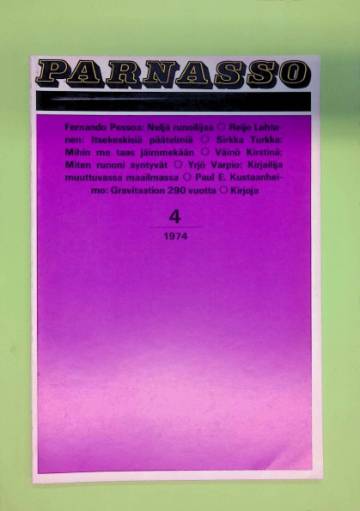 PARNASSO
Fernando Pessoa: Neljä runoilijaa ○ Reijo Lehto-
nen: Itsekeskisiä päätelmiä ○ Sirkka Turkka:
Mihin me taas jäimmekään ○ Väinö Kirstinä:
Miten runoni syntyvät ○ Yrjö Varpio: Kirjailija
muuttuvassa maailmassa ○ Paul E. Kustaanhei-
mo: Gravitaation 290 vuotta ○ Kirjoja
4
1974